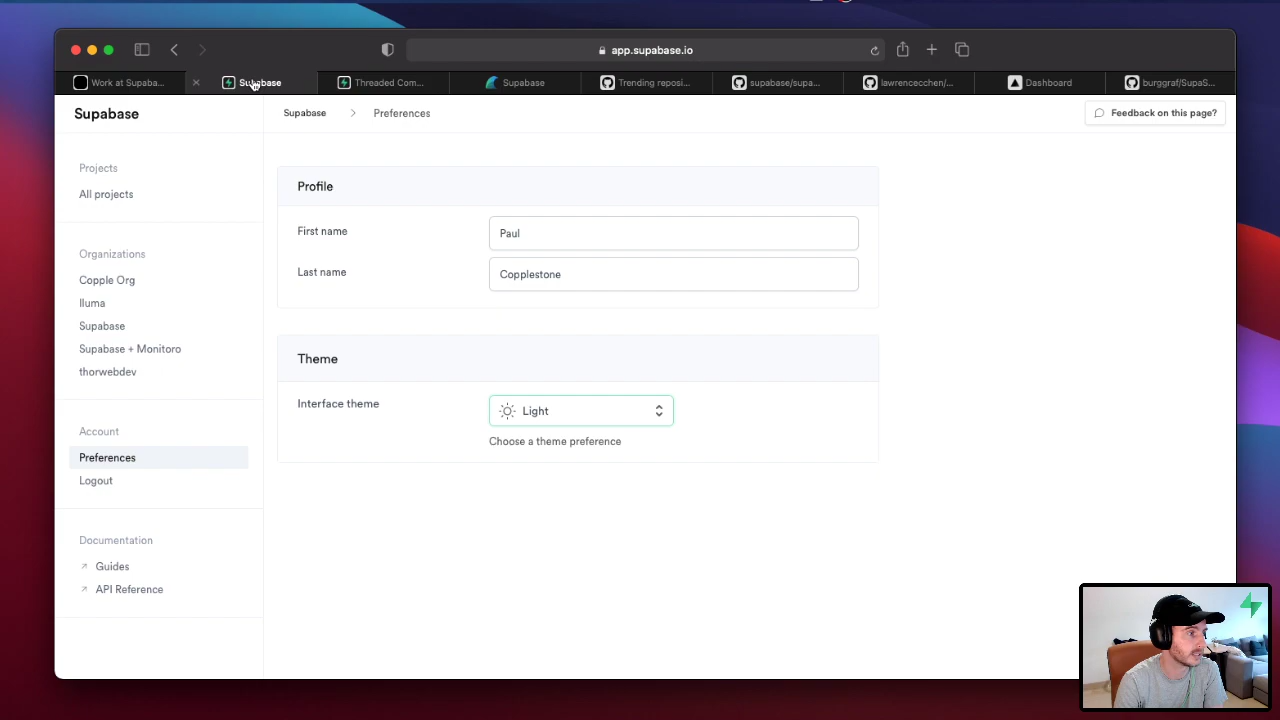 app.supabase.io
Work at Supaba...
Supabase
Threaded Com...
Supabase
Trending reposi...
supabase/supa...
lawrencecchen/...
Dashboard
burggraf/SupaS...
Supabase
Supabase > Preferences
Feedback on this page?
Projects
All projects
Organizations
Copple Org
Iluma
Supabase
Supabase + Monitoro
thorwebdev
Account
Preferences
Logout
Documentation
Guides
API Reference
Profile
First name
Paul
Last name
Copplestone
Theme
Interface theme
Light
Choose a theme preference